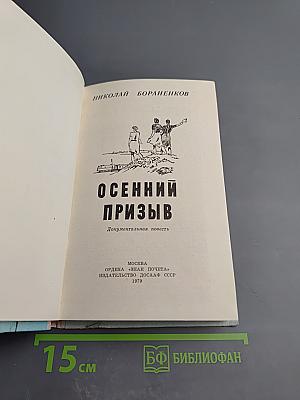 НИКОЛАЙ БОРАНЕНКОВ
ОСЕННИЙ
ПРИЗЫВ
Документальная повесть
МОСКВА
ОРДЕНА «ЗНАК ПОЧЕТА»
ИЗДАТЕЛЬСТВО ДОСААФ СССР
1979
15 см
БФ БИБЛИОФАН